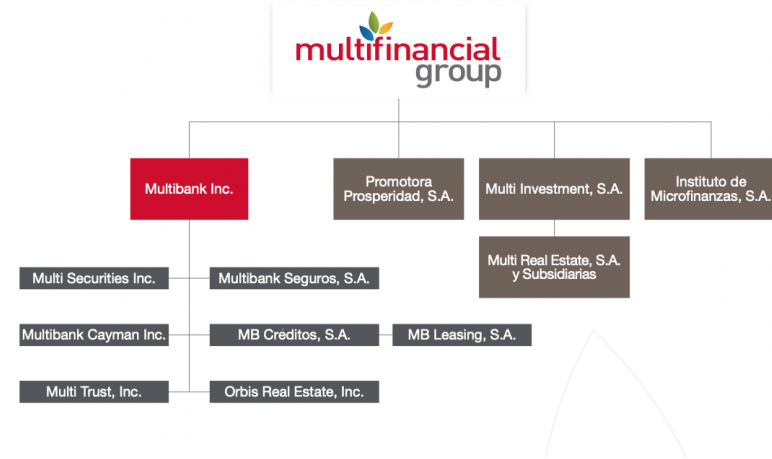 multifinancial
group
Multibank Inc.
Promotora
Prosperidad, S.A.
Multi Investment, S.A.
Instituto de
Microfinanzas, S.A.
Multi Real Estate, S.A.
y Subsidiarias
Multi Securities Inc.
Multibank Seguros, S.A.
Multibank Cayman Inc.
MB Créditos, S.A.
MB Leasing, S.A.
Multi Trust, Inc.
Orbis Real Estate, Inc.